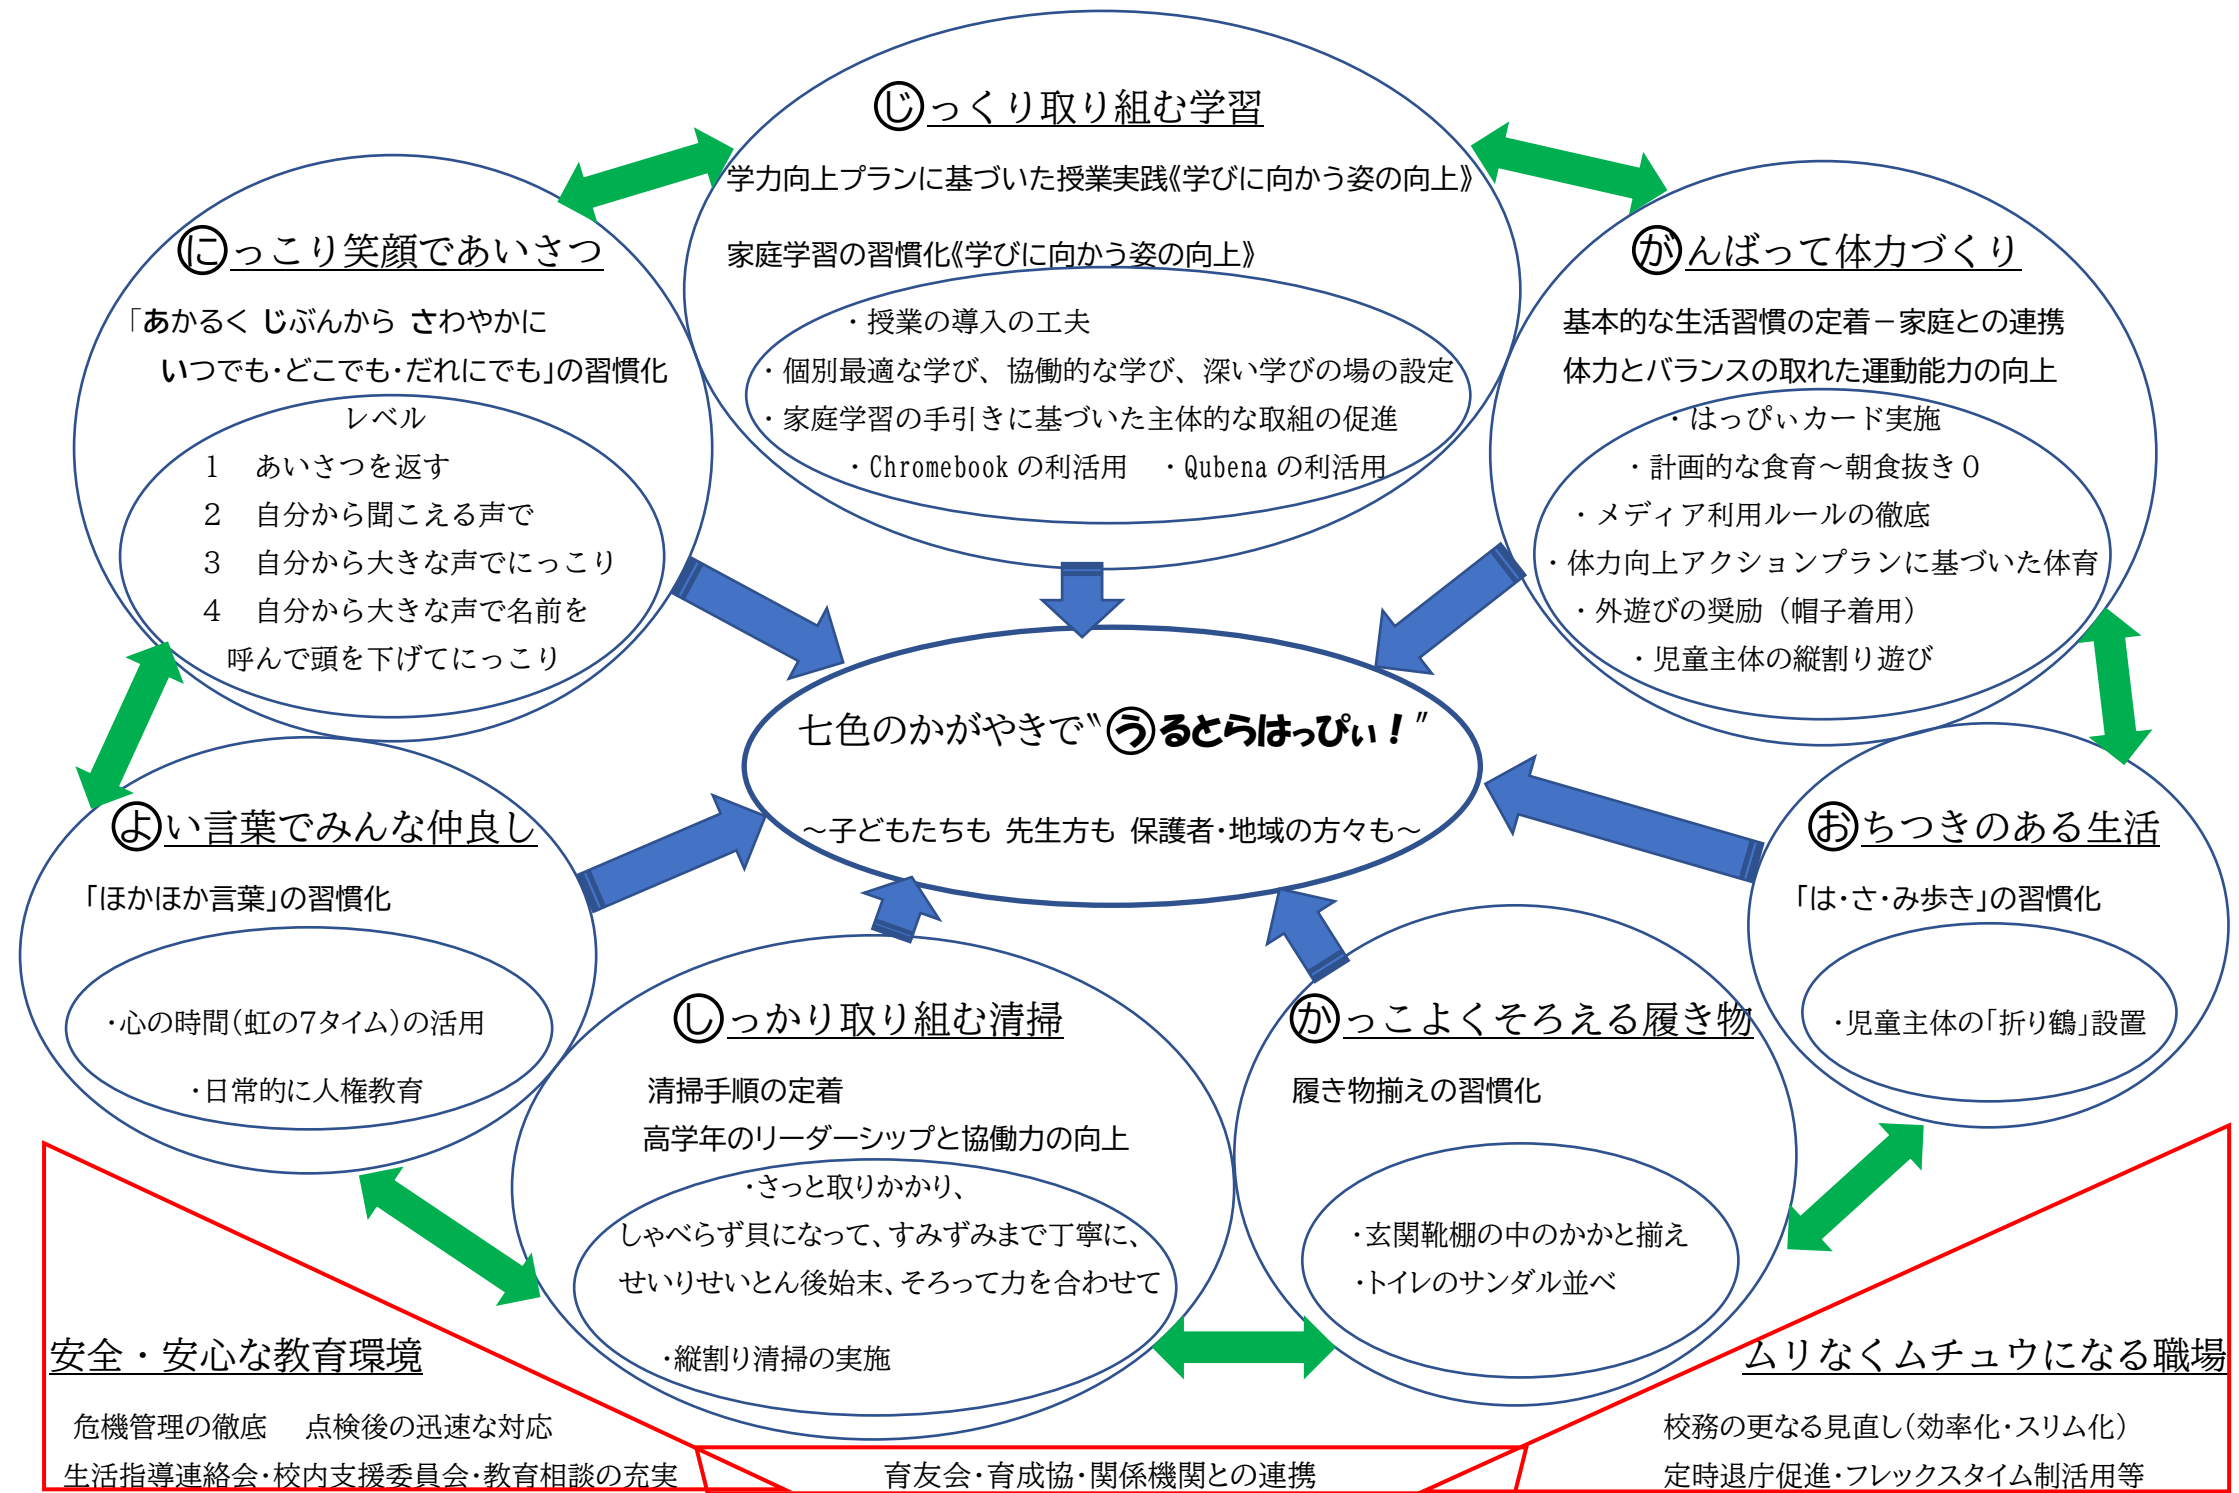 じっくり取り組む学習
学力向上プランに基づいた授業実践《学びに向かう姿の向上》
家庭学習の習慣化《学びに向かう姿の向上》
・授業の導入の工夫
・個別最適な学び、協働的な学び、深い学びの場の設定
・家庭学習の手引きに基づいた主体的な取組の促進
・Chromebook の利活用　・Qubena の利活用
にっこり笑顔であいさつ
「あかるく じぶんから さわやかに
いつでも・どこでも・だれにでも」の習慣化
レベル
１　あいさつを返す
２　自分から聞こえる声で
３　自分から大きな声でにっこり
４　自分から大きな声で名前を
呼んで頭を下げてにっこり
がんばって体力づくり
基本的な生活習慣の定着－家庭との連携
体力とバランスの取れた運動能力の向上
・はっぴぃカード実施
・計画的な食育～朝食抜き０
・メディア利用ルールの徹底
・体力向上アクションプランに基づいた体育
・外遊びの奨励（帽子着用）
・児童主体の縦割り遊び
七色のかがやきで〝うるとらはっぴぃ！〟
～子どもたちも 先生方も 保護者・地域の方々も～
よい言葉でみんな仲良し
「ほかほか言葉」の習慣化
・心の時間（虹の７タイム）の活用
・日常的に人権教育
おちつきのある生活
「は・さ・み歩き」の習慣化
・児童主体の「折り鶴」設置
しっかり取り組む清掃
清掃手順の定着
高学年のリーダーシップと協働力の向上
・さっと取りかかり、
しゃべらず貝になって、すみずみまで丁寧に、
せいりせいとん後始末、そろって力を合わせて
・縦割り清掃の実施
かっこよくそろえる履き物
履き物揃えの習慣化
・玄関靴棚の中のかかと揃え
・トイレのサンダル並べ
安全・安心な教育環境
危機管理の徹底　点検後の迅速な対応
生活指導連絡会・校内支援委員会・教育相談の充実
育友会・育成協・関係機関との連携
ムリなくムチュウになる職場
校務の更なる見直し（効率化・スリム化）
定時退庁促進・フレックスタイム制活用等